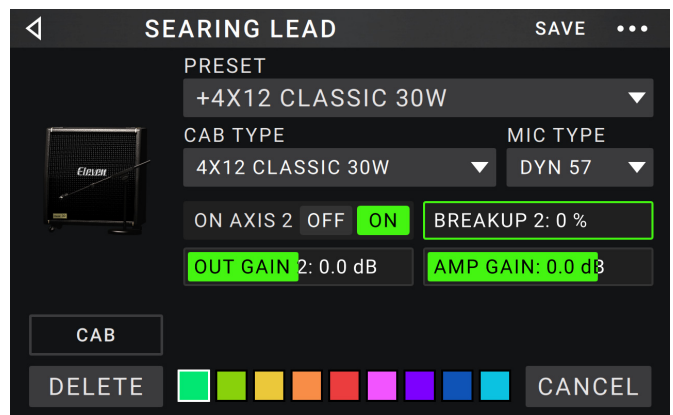 SEARING LEAD SAVE
PRESET
+4X12 CLASSIC 30W
CAB TYPE MIC TYPE
4X12 CLASSIC 30W DYN 57
Eleven
ON AXIS 2 OFF ON BREAKUP 2: 0 %
OUT GAIN 2: 0.0 dB AMP GAIN: 0.0 dB
CAB
DELETE CANCEL